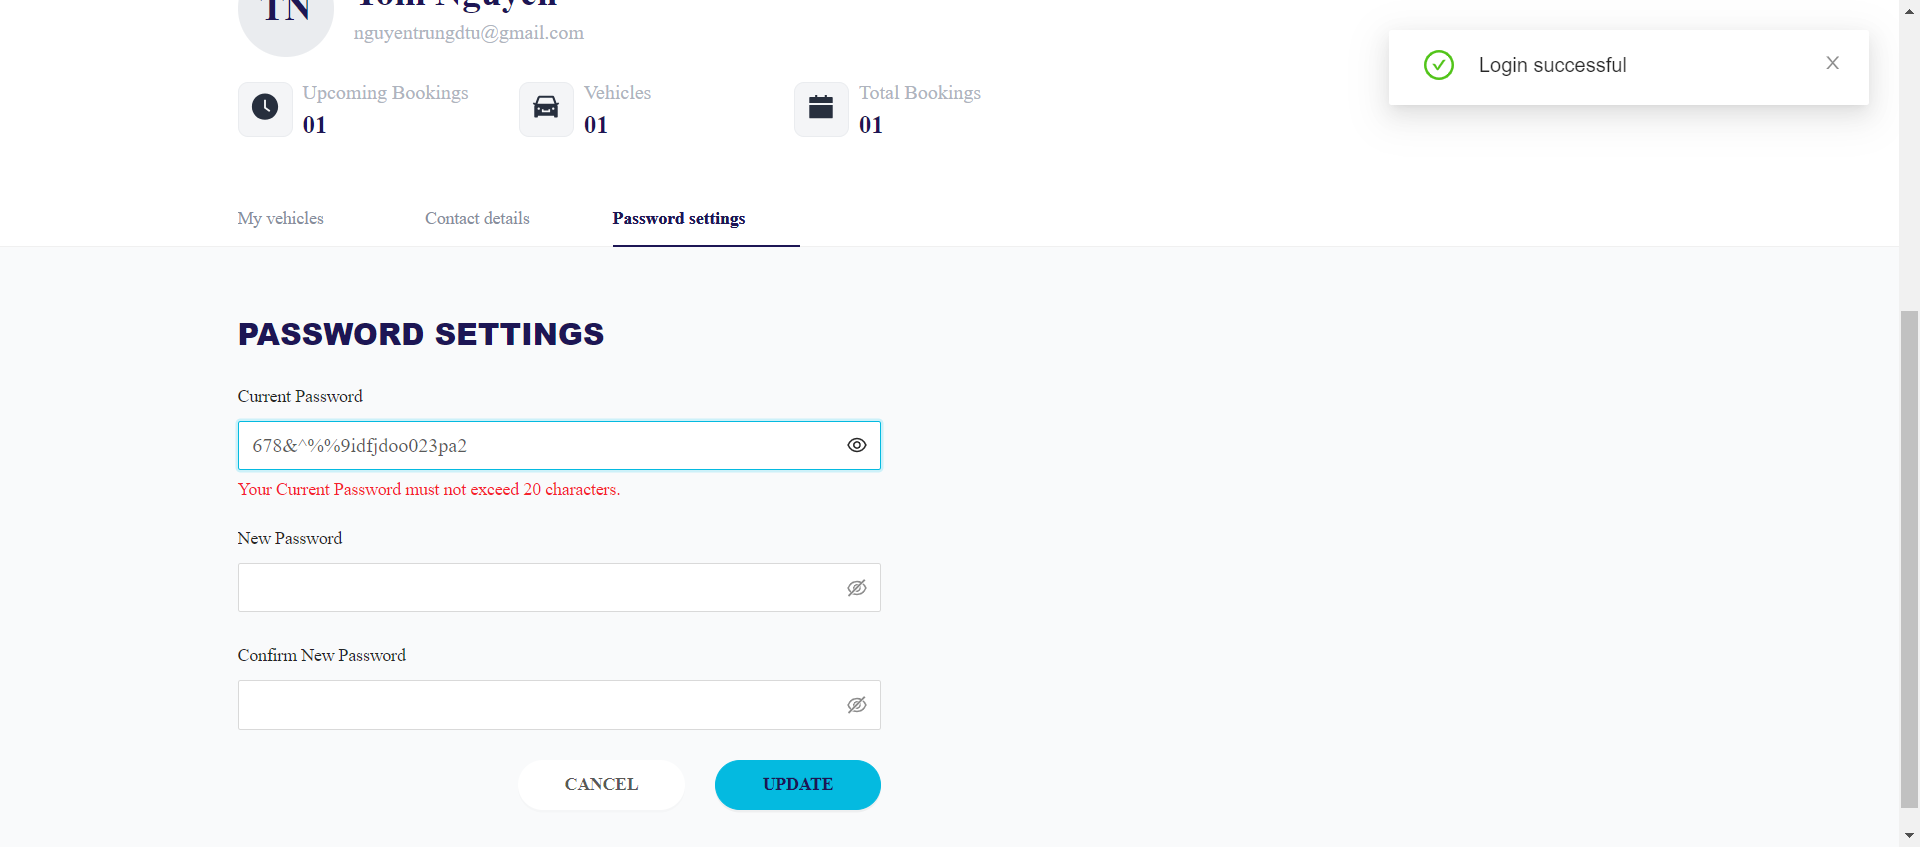 TN
Tom Nguyen
nguyentrungdtu@gmail.com
Login successful
Upcoming Bookings
01
Vehicles
01
Total Bookings
01
My vehicles
Contact details
Password settings
PASSWORD SETTINGS
Current Password
678&^%%9idfjdoo023pa2
Your Current Password must not exceed 20 characters.
New Password
Confirm New Password
CANCEL
UPDATE